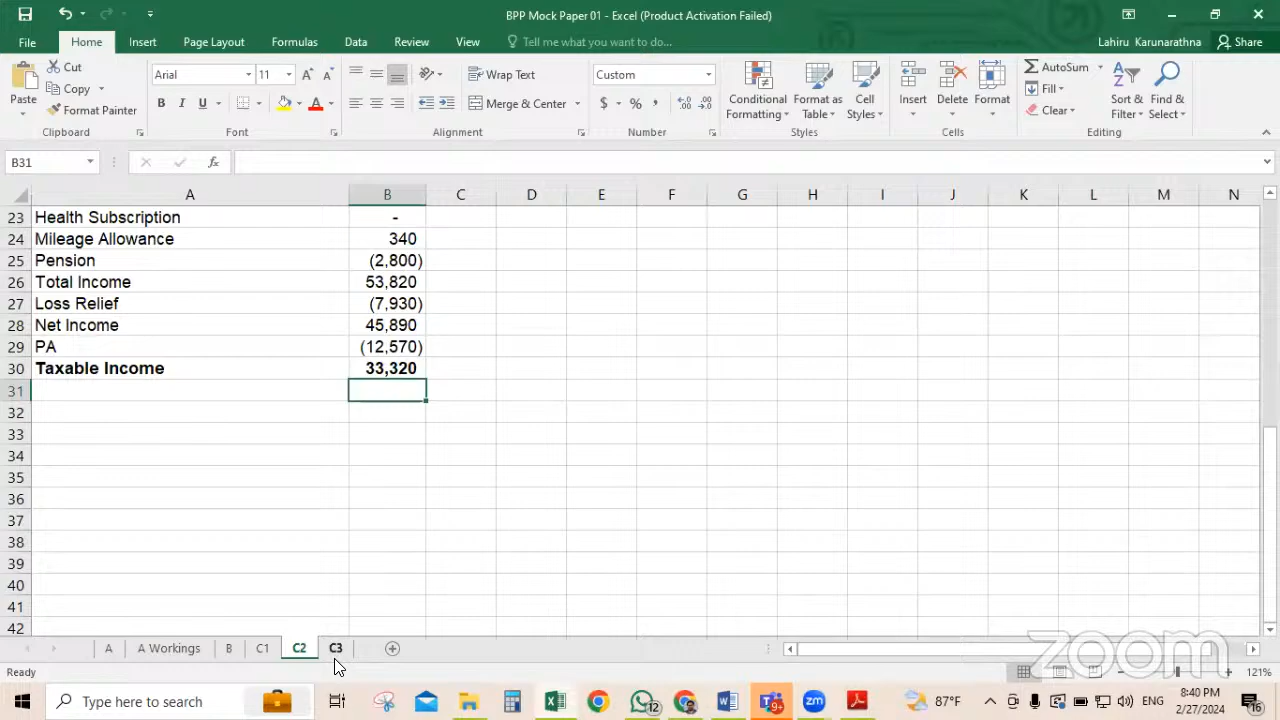 BPP Mock Paper 01 - Excel (Product Activation Failed)
File Home Insert Page Layout Formulas Data Review View Tell me what you want to do... Lahiru Karunarathna Share
Paste Cut Copy Format Painter Clipboard
Arial 11 B I U A Font
Wrap Text Merge & Center Alignment
Custom $ % , Number
Conditional Formatting Format as Table Cell Styles Styles
Insert Delete Format Cells
AutoSum Fill Clear Sort & Filter Find & Select Editing
B31 fx
A B C D E F G H I J K L M N
23 Health Subscription -
24 Mileage Allowance 340
25 Pension (2,800)
26 Total Income 53,820
27 Loss Relief (7,930)
28 Net Income 45,890
29 PA (12,570)
30 Taxable Income 33,320
31
32
33
34
35
36
37
38
39
40
41
42
A A Workings B C1 C2 C3
zoom
Ready 121%
Type here to search 12 9+ zm 87°F ENG 8:40 PM 16
2/27/2024